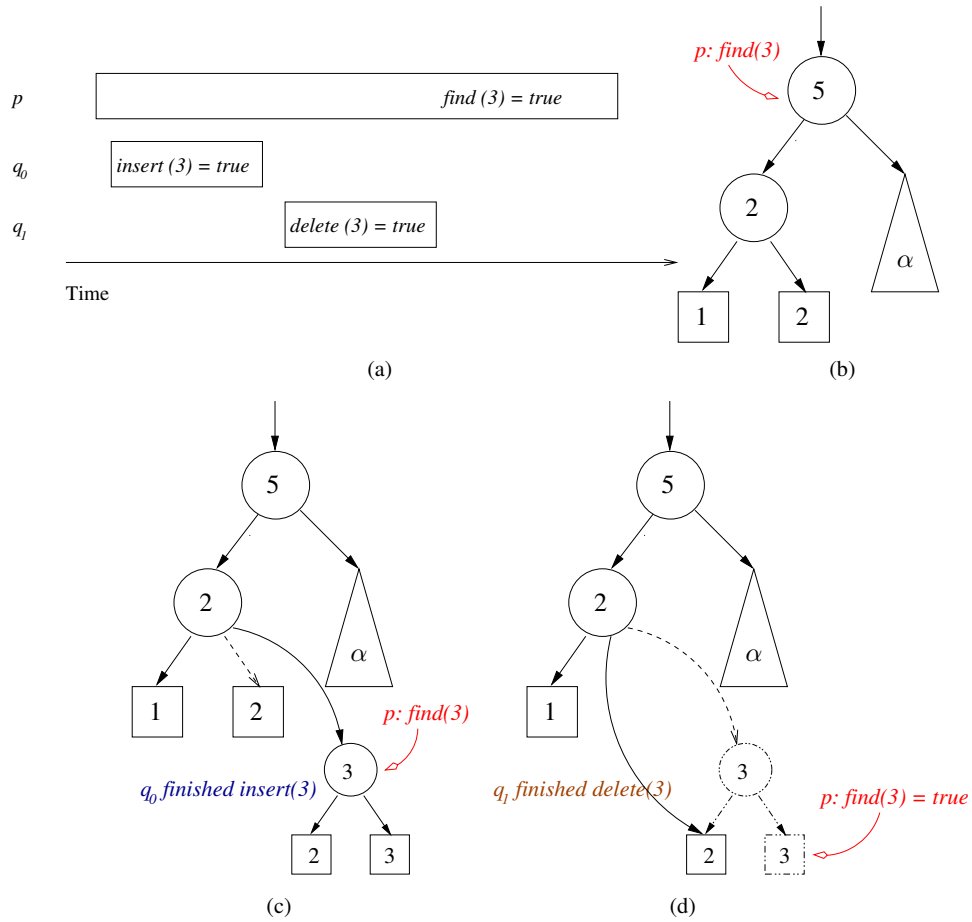 p
find (3) = true
q0
insert (3) = true
q1
delete (3) = true
Time
(a)
p: find(3)
5
2
α
1
2
(b)
5
2
α
1
2
p: find(3)
3
q0 finished insert(3)
2
3
(c)
5
2
α
1
3
q1 finished delete(3)
p: find(3) = true
2
3
(d)